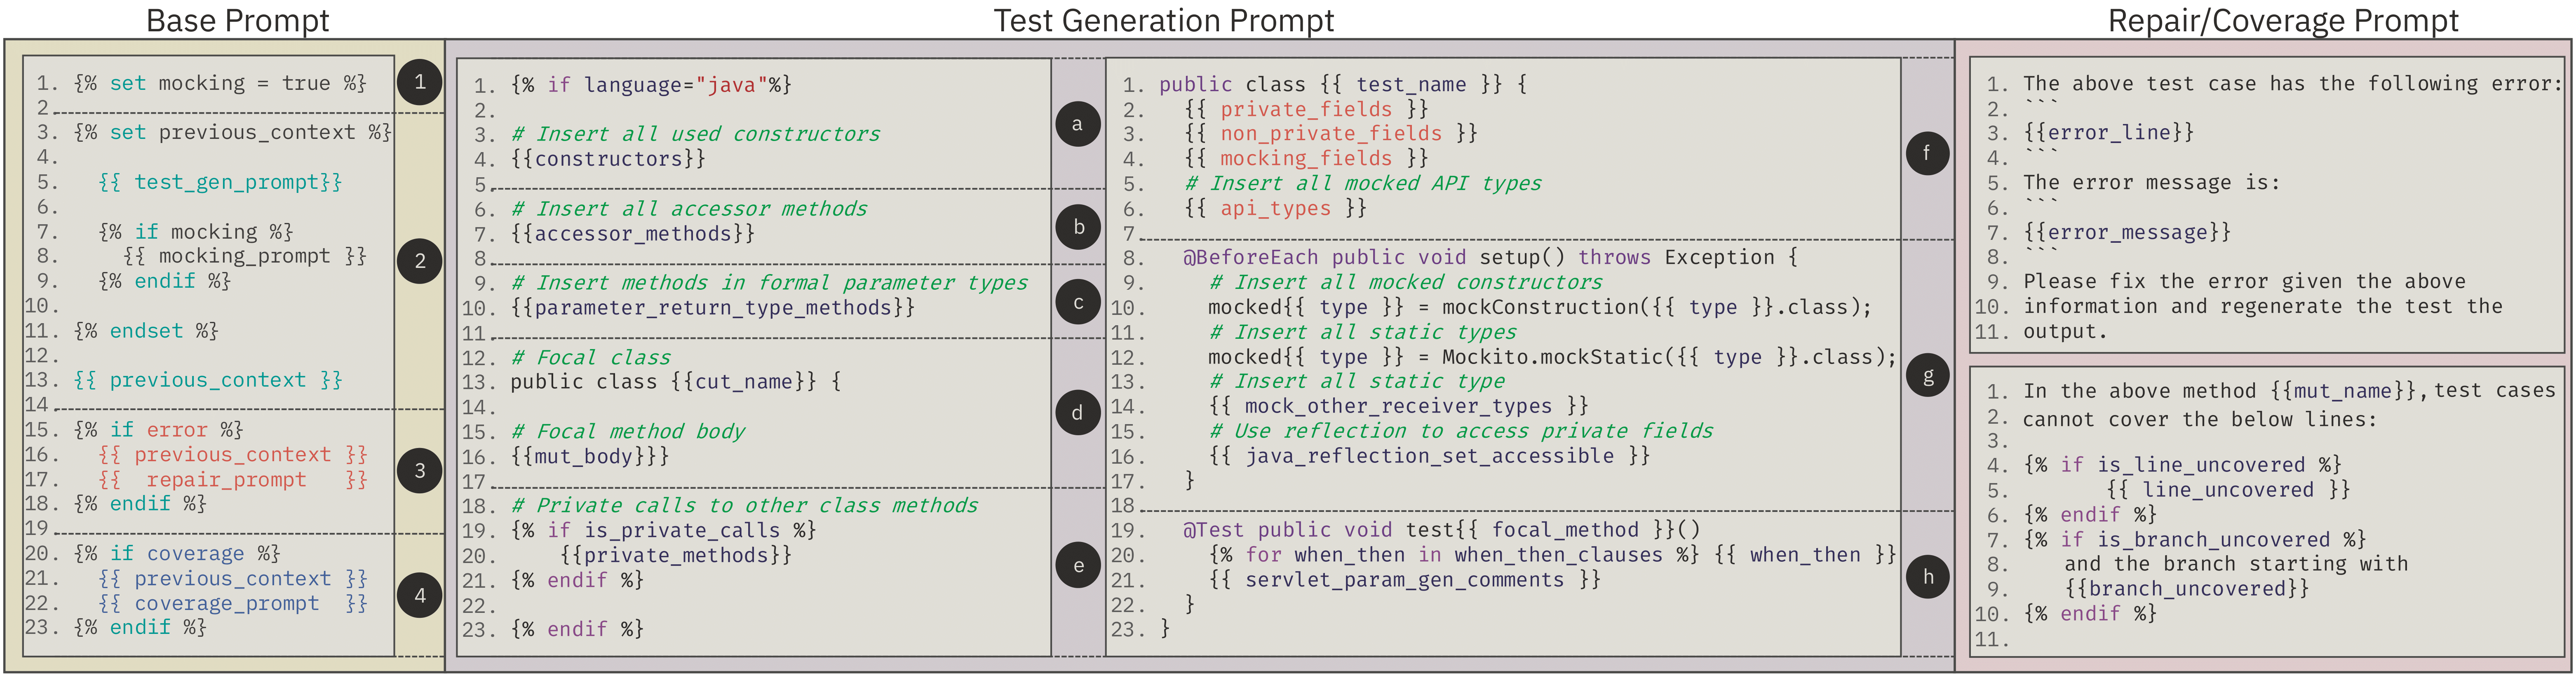 Base Prompt
1. {% set mocking = true %}
2.
3. {% set previous_context %}
4.
5. {{ test_gen_prompt}}
6.
7. {% if mocking %}
8. {{ mocking_prompt }}
9. {% endif %}
10.
11. {% endset %}
12.
13. {{ previous_context }}
14.
15. {% if error %}
16. {{ previous_context }}
17. {{ repair_prompt }}
18. {% endif %}
19.
20. {% if coverage %}
21. {{ previous_context }}
22. {{ coverage_prompt }}
23. {% endif %}
1
2
3
4
Test Generation Prompt
1. {% if language="java"%}
2.
3. # Insert all used constructors
4. {{constructors}}
5.
6. # Insert all accessor methods
7. {{accessor_methods}}
8.
9. # Insert methods in formal parameter types
10. {{parameter_return_type_methods}}
11.
12. # Focal class
13. public class {{cut_name}} {
14.
15. # Focal method body
16. {{mut_body}}}
17.
18. # Private calls to other class methods
19. {% if is_private_calls %}
20. {{private_methods}}
21. {% endif %}
22.
23. {% endif %}
a
b
c
d
e
1. public class {{ test_name }} {
2. {{ private_fields }}
3. {{ non_private_fields }}
4. {{ mocking_fields }}
5. # Insert all mocked API types
6. {{ api_types }}
7.
8. @BeforeEach public void setup() throws Exception {
9. # Insert all mocked constructors
10. mocked{{ type }} = mockConstruction({{ type }}.class);
11. # Insert all static types
12. mocked{{ type }} = Mockito.mockStatic({{ type }}.class);
13. # Insert all static type
14. {{ mock_other_receiver_types }}
15. # Use reflection to access private fields
16. {{ java_reflection_set_accessible }}
17. }
18.
19. @Test public void test{{ focal_method }}()
20. {% for when_then in when_then_clauses %} {{ when_then }}
21. {{ servlet_param_gen_comments }}
22. }
23. }
f
g
h
Repair/Coverage Prompt
1. The above test case has the following error:
2. ```
3. {{error_line}}
4. ```
5. The error message is:
6. ```
7. {{error_message}}
8. ```
9. Please fix the error given the above
10. information and regenerate the test the
11. output.
1. In the above method {{mut_name}}, test cases
2. cannot cover the below lines:
3.
4. {% if is_line_uncovered %}
5. {{ line_uncovered }}
6. {% endif %}
7. {% if is_branch_uncovered %}
8. and the branch starting with
9. {{branch_uncovered}}
10. {% endif %}
11.